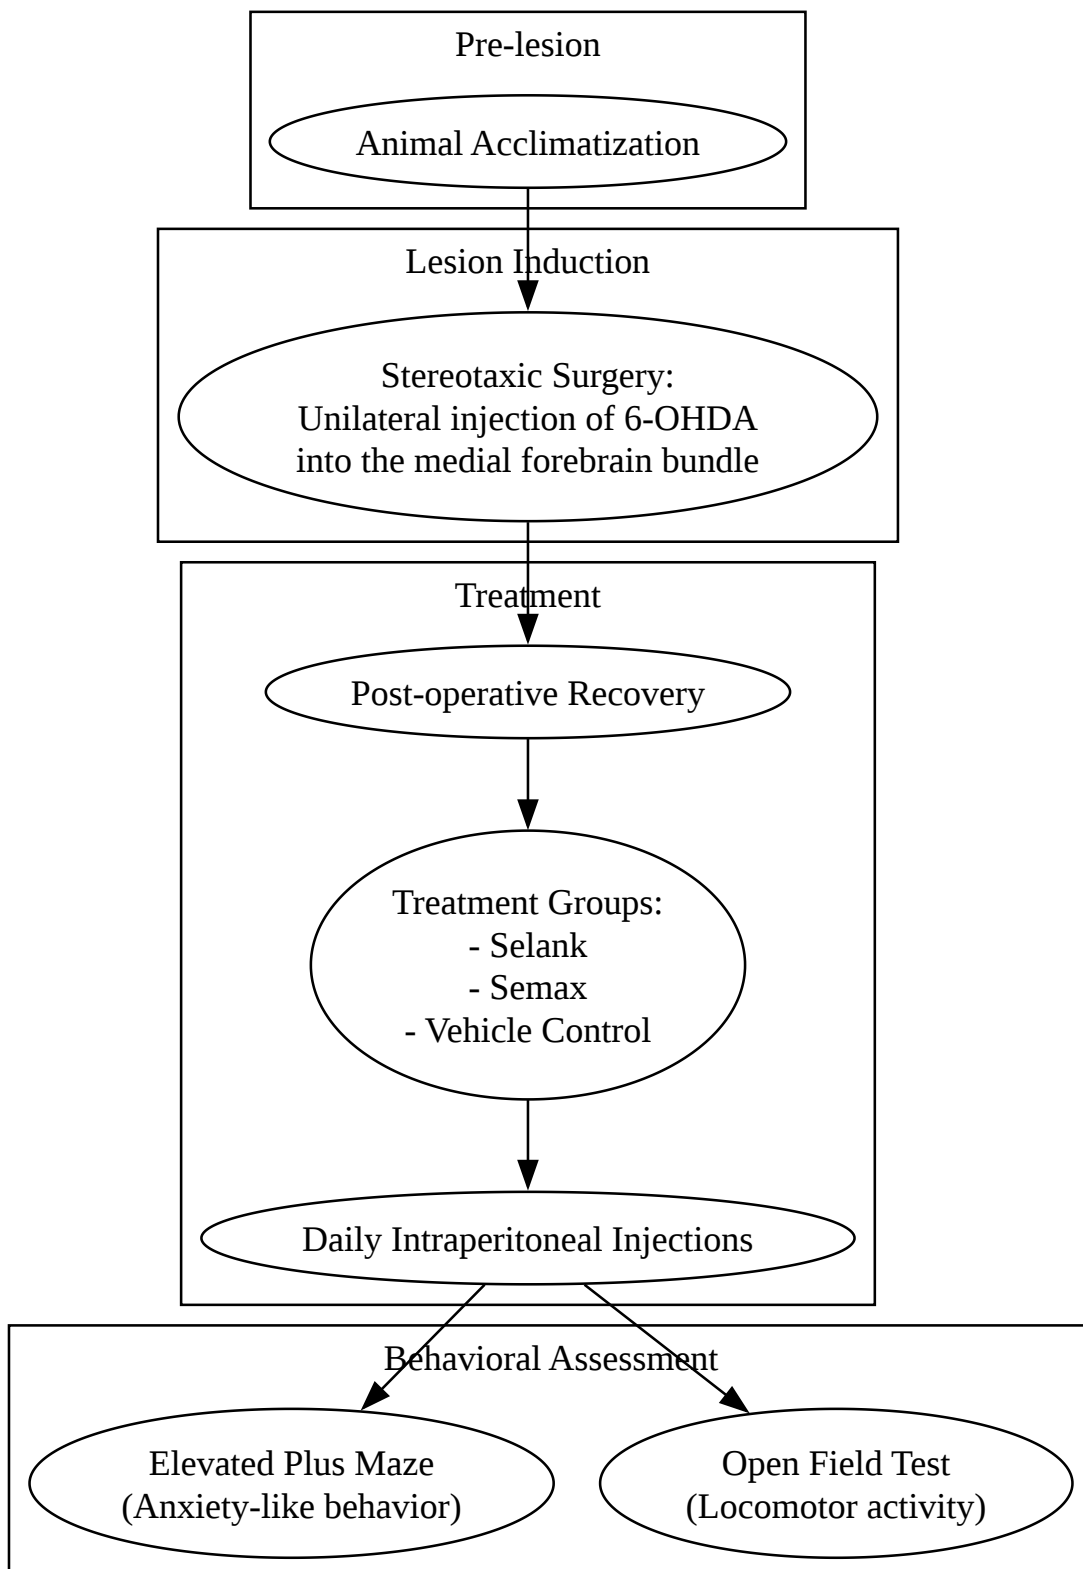 Pre-lesion
Animal Acclimatization
Lesion Induction
Stereotaxic Surgery:
Unilateral injection of 6-OHDA
into the medial forebrain bundle
Treatment
Post-operative Recovery
Treatment Groups:
- Selank
- Semax
- Vehicle Control
Daily Intraperitoneal Injections
Behavioral Assessment
Elevated Plus Maze
(Anxiety-like behavior)
Open Field Test
(Locomotor activity)